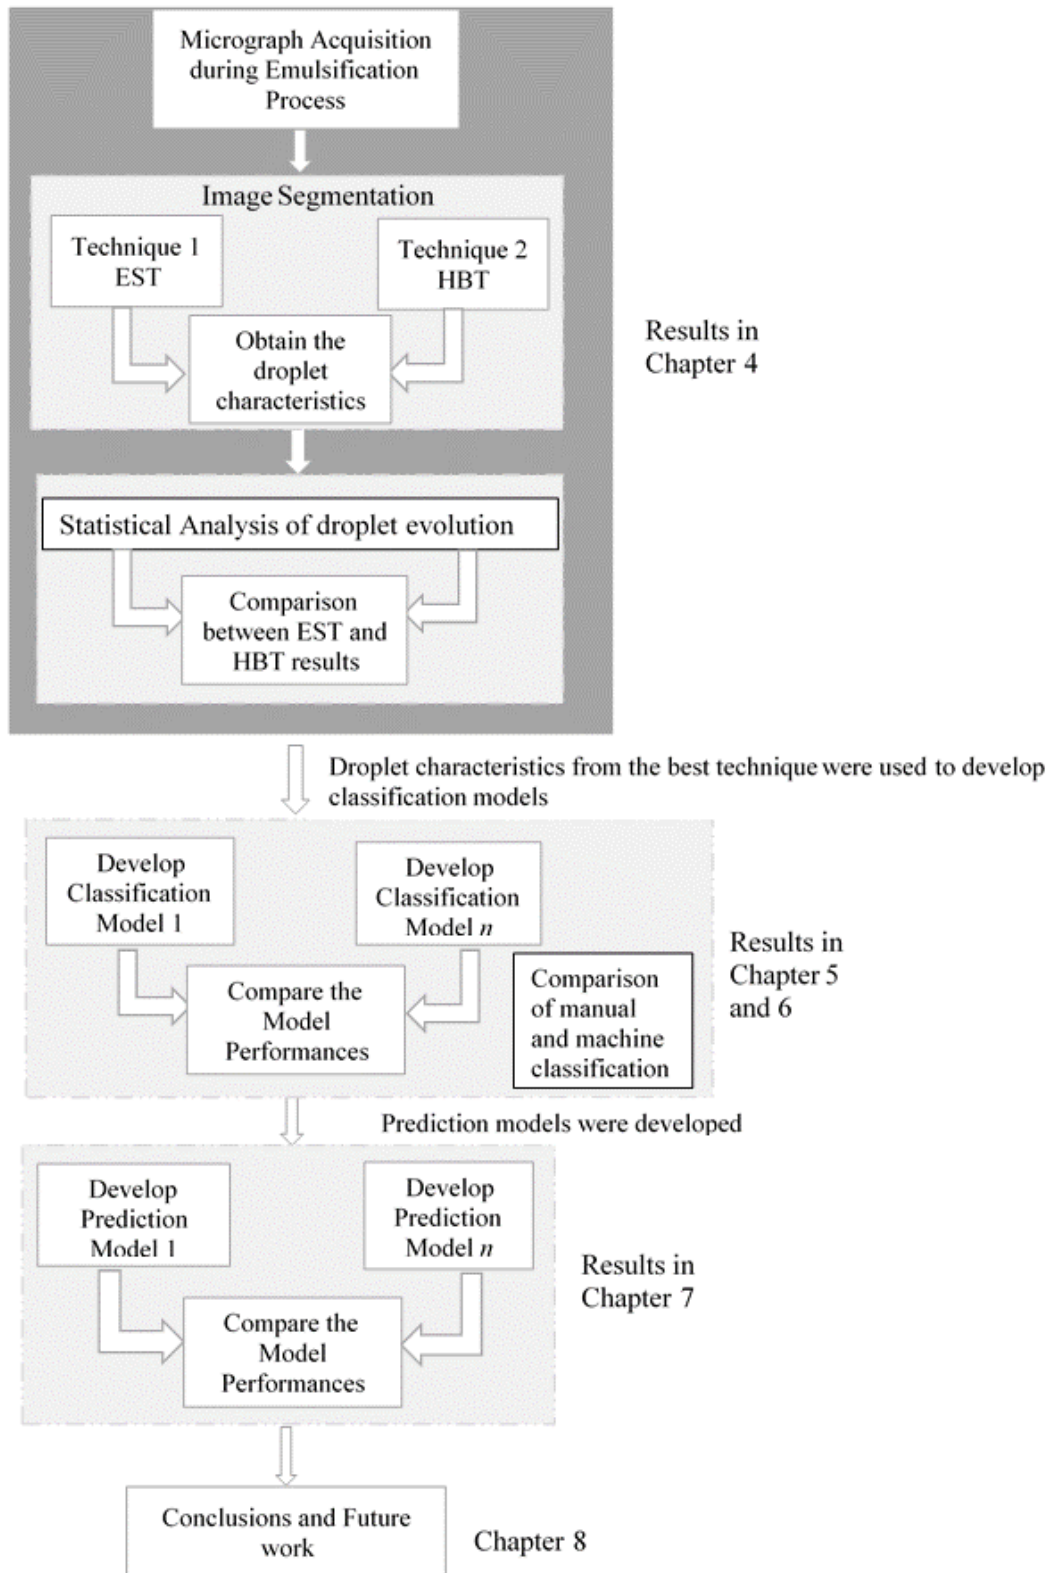 Micrograph Acquisition
during Emulsification
Process
Image Segmentation
Technique 1
EST
Technique 2
HBT
Obtain the
droplet
characteristics
Results in
Chapter 4
Statistical Analysis of droplet evolution
Comparison
between EST and
HBT results
Droplet characteristics from the best technique were used to develop
classification models
Develop
Classification
Model 1
Develop
Classification
Model n
Compare the
Model
Performances
Comparison
of manual
and machine
classification
Results in
Chapter 5
and 6
Prediction models were developed
Develop
Prediction
Model 1
Develop
Prediction
Model n
Compare the
Model
Performances
Results in
Chapter 7
Conclusions and Future
work
Chapter 8